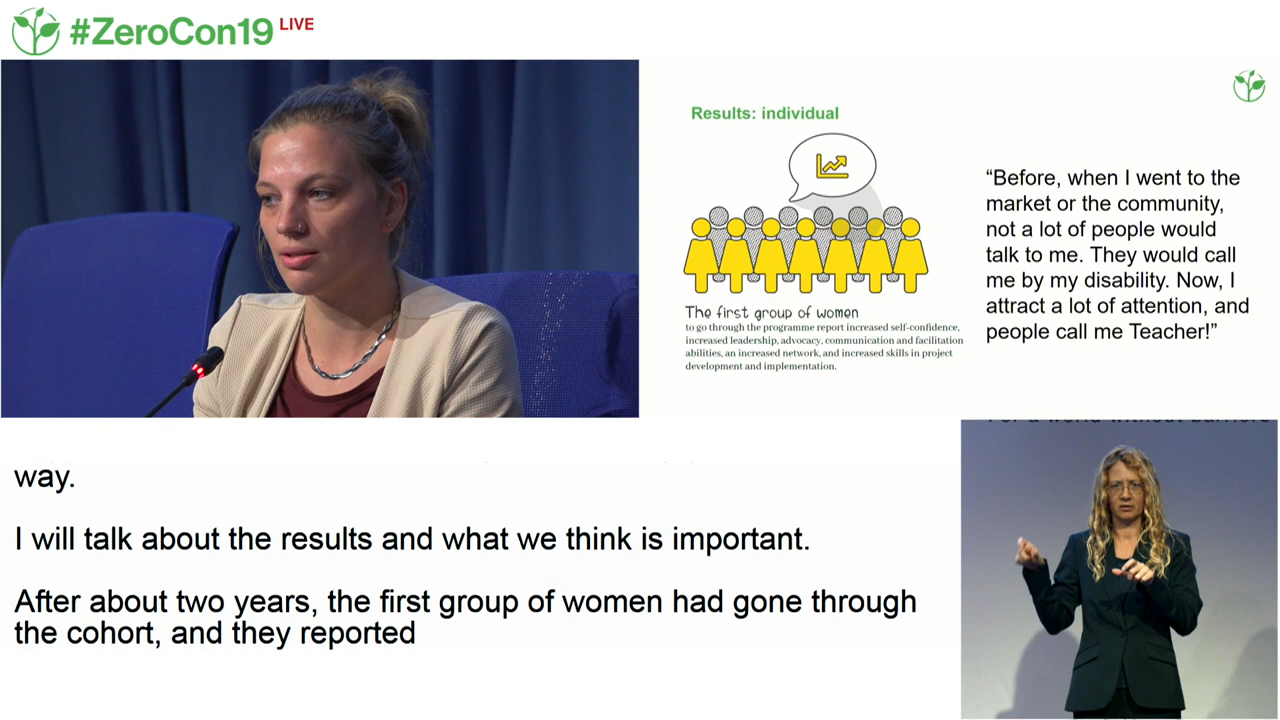 #ZeroCon19 LIVE
Results: individual
The first group of women
to go through the programme report increased self-confidence,
increased leadership, advocacy, communication and facilitation
abilities, an increased network, and increased skills in project
development and implementation.
“Before, when I went to the
market or the community,
not a lot of people would
talk to me. They would call
me by my disability. Now, I
attract a lot of attention, and
people call me Teacher!”
way.
I will talk about the results and what we think is important.
After about two years, the first group of women had gone through
the cohort, and they reported
For a world without barriers